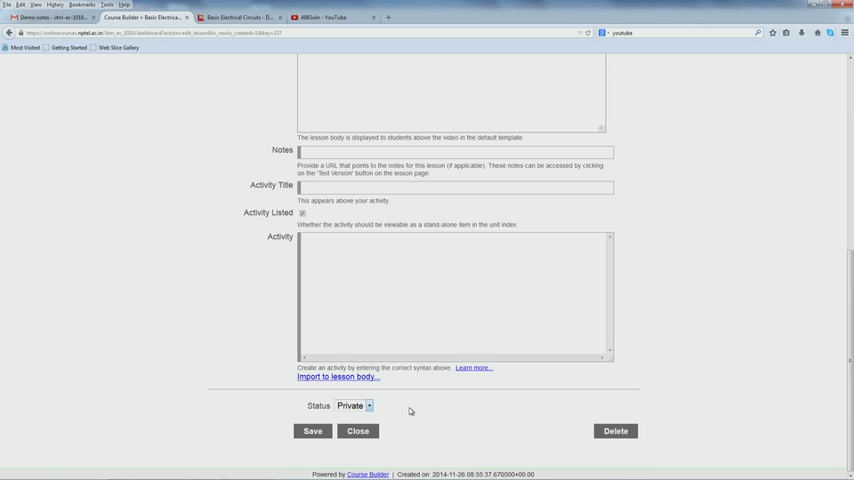 File Edit View History Bookmarks Tools Help
Demo notes - itrm-ec-1010... Course Builder > Basic Electrica... Basic Electrical Circuits - D... A06Soln - YouTube
youtube
Most Visited Getting Started Web Slice Gallery
The lesson body is displayed to students above the video in the default template.
Notes
Provide a URL that points to the notes for this lesson (if applicable). These notes can be accessed by clicking
on the 'Text Version' button on the lesson page.
Activity Title
This appears above your activity.
Activity Listed
Whether the activity should be viewable as a stand-alone item in the unit index.
Activity
Create an activity by entering the correct syntax above. Learn more...
Import to lesson body...
Status Private
Save Close Delete
Powered by Course Builder | Created on: 2014-11-26 08:55:37.670500+00:00